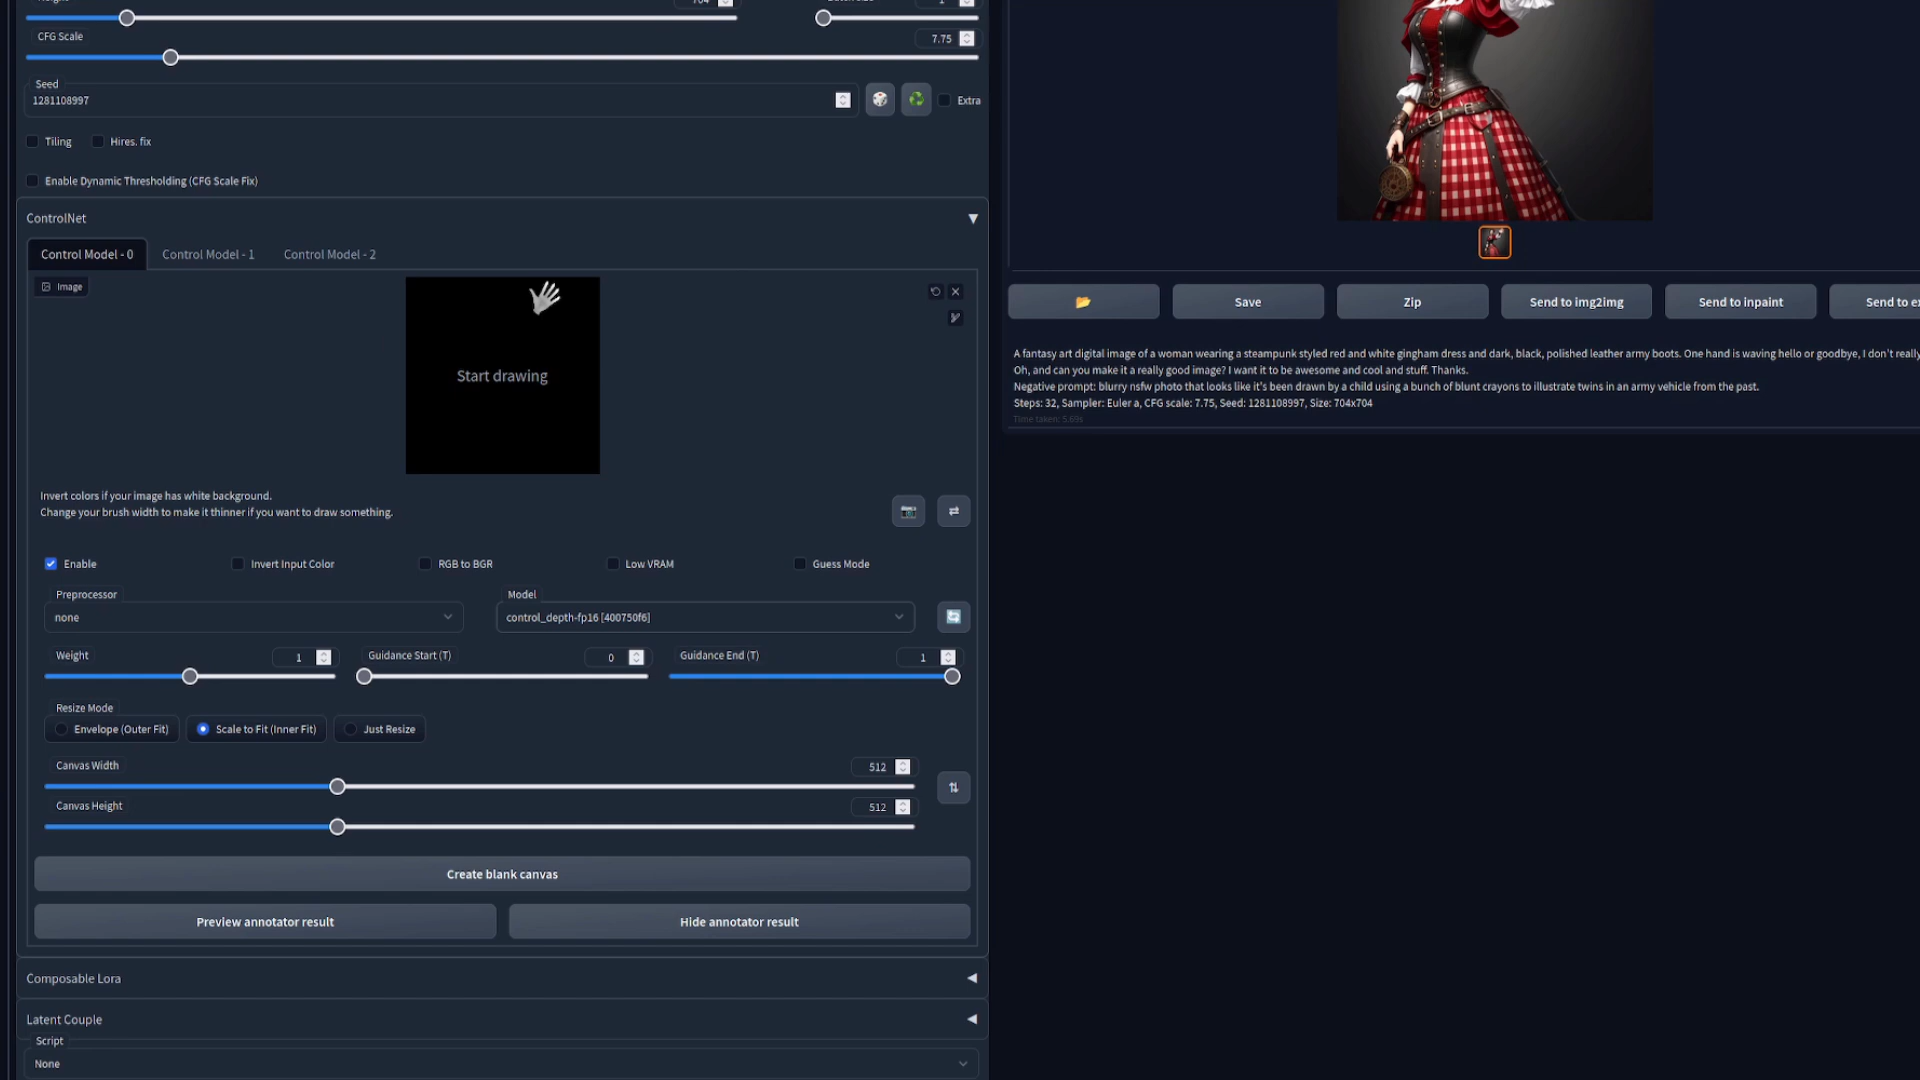 704
1
CFG Scale
7.75
Seed
1281108997
Extra
Tiling
Hires. fix
Enable Dynamic Thresholding (CFG Scale Fix)
ControlNet
Control Model - 0
Control Model - 1
Control Model - 2
Image
Start drawing
Invert colors if your image has white background.
Change your brush width to make it thinner if you want to draw something.
Enable
Invert Input Color
RGB to BGR
Low VRAM
Guess Mode
Preprocessor
none
Model
control_depth-fp16 [400750f6]
Weight
1
Guidance Start (T)
0
Guidance End (T)
1
Resize Mode
Envelope (Outer Fit)
Scale to Fit (Inner Fit)
Just Resize
Canvas Width
512
Canvas Height
512
Create blank canvas
Preview annotator result
Hide annotator result
Composable Lora
Latent Couple
Script
None
Save
Zip
Send to img2img
Send to inpaint
Send to ex
A fantasy art digital image of a woman wearing a steampunk styled red and white gingham dress and dark, black, polished leather army boots. One hand is waving hello or goodbye, I don't really
Oh, and can you make it a really good image? I want it to be awesome and cool and stuff. Thanks.
Negative prompt: blurry nsfw photo that looks like it's been drawn by a child using a bunch of blunt crayons to illustrate twins in an army vehicle from the past.
Steps: 32, Sampler: Euler a, CFG scale: 7.75, Seed: 1281108997, Size: 704x704
Time taken: 5.69s